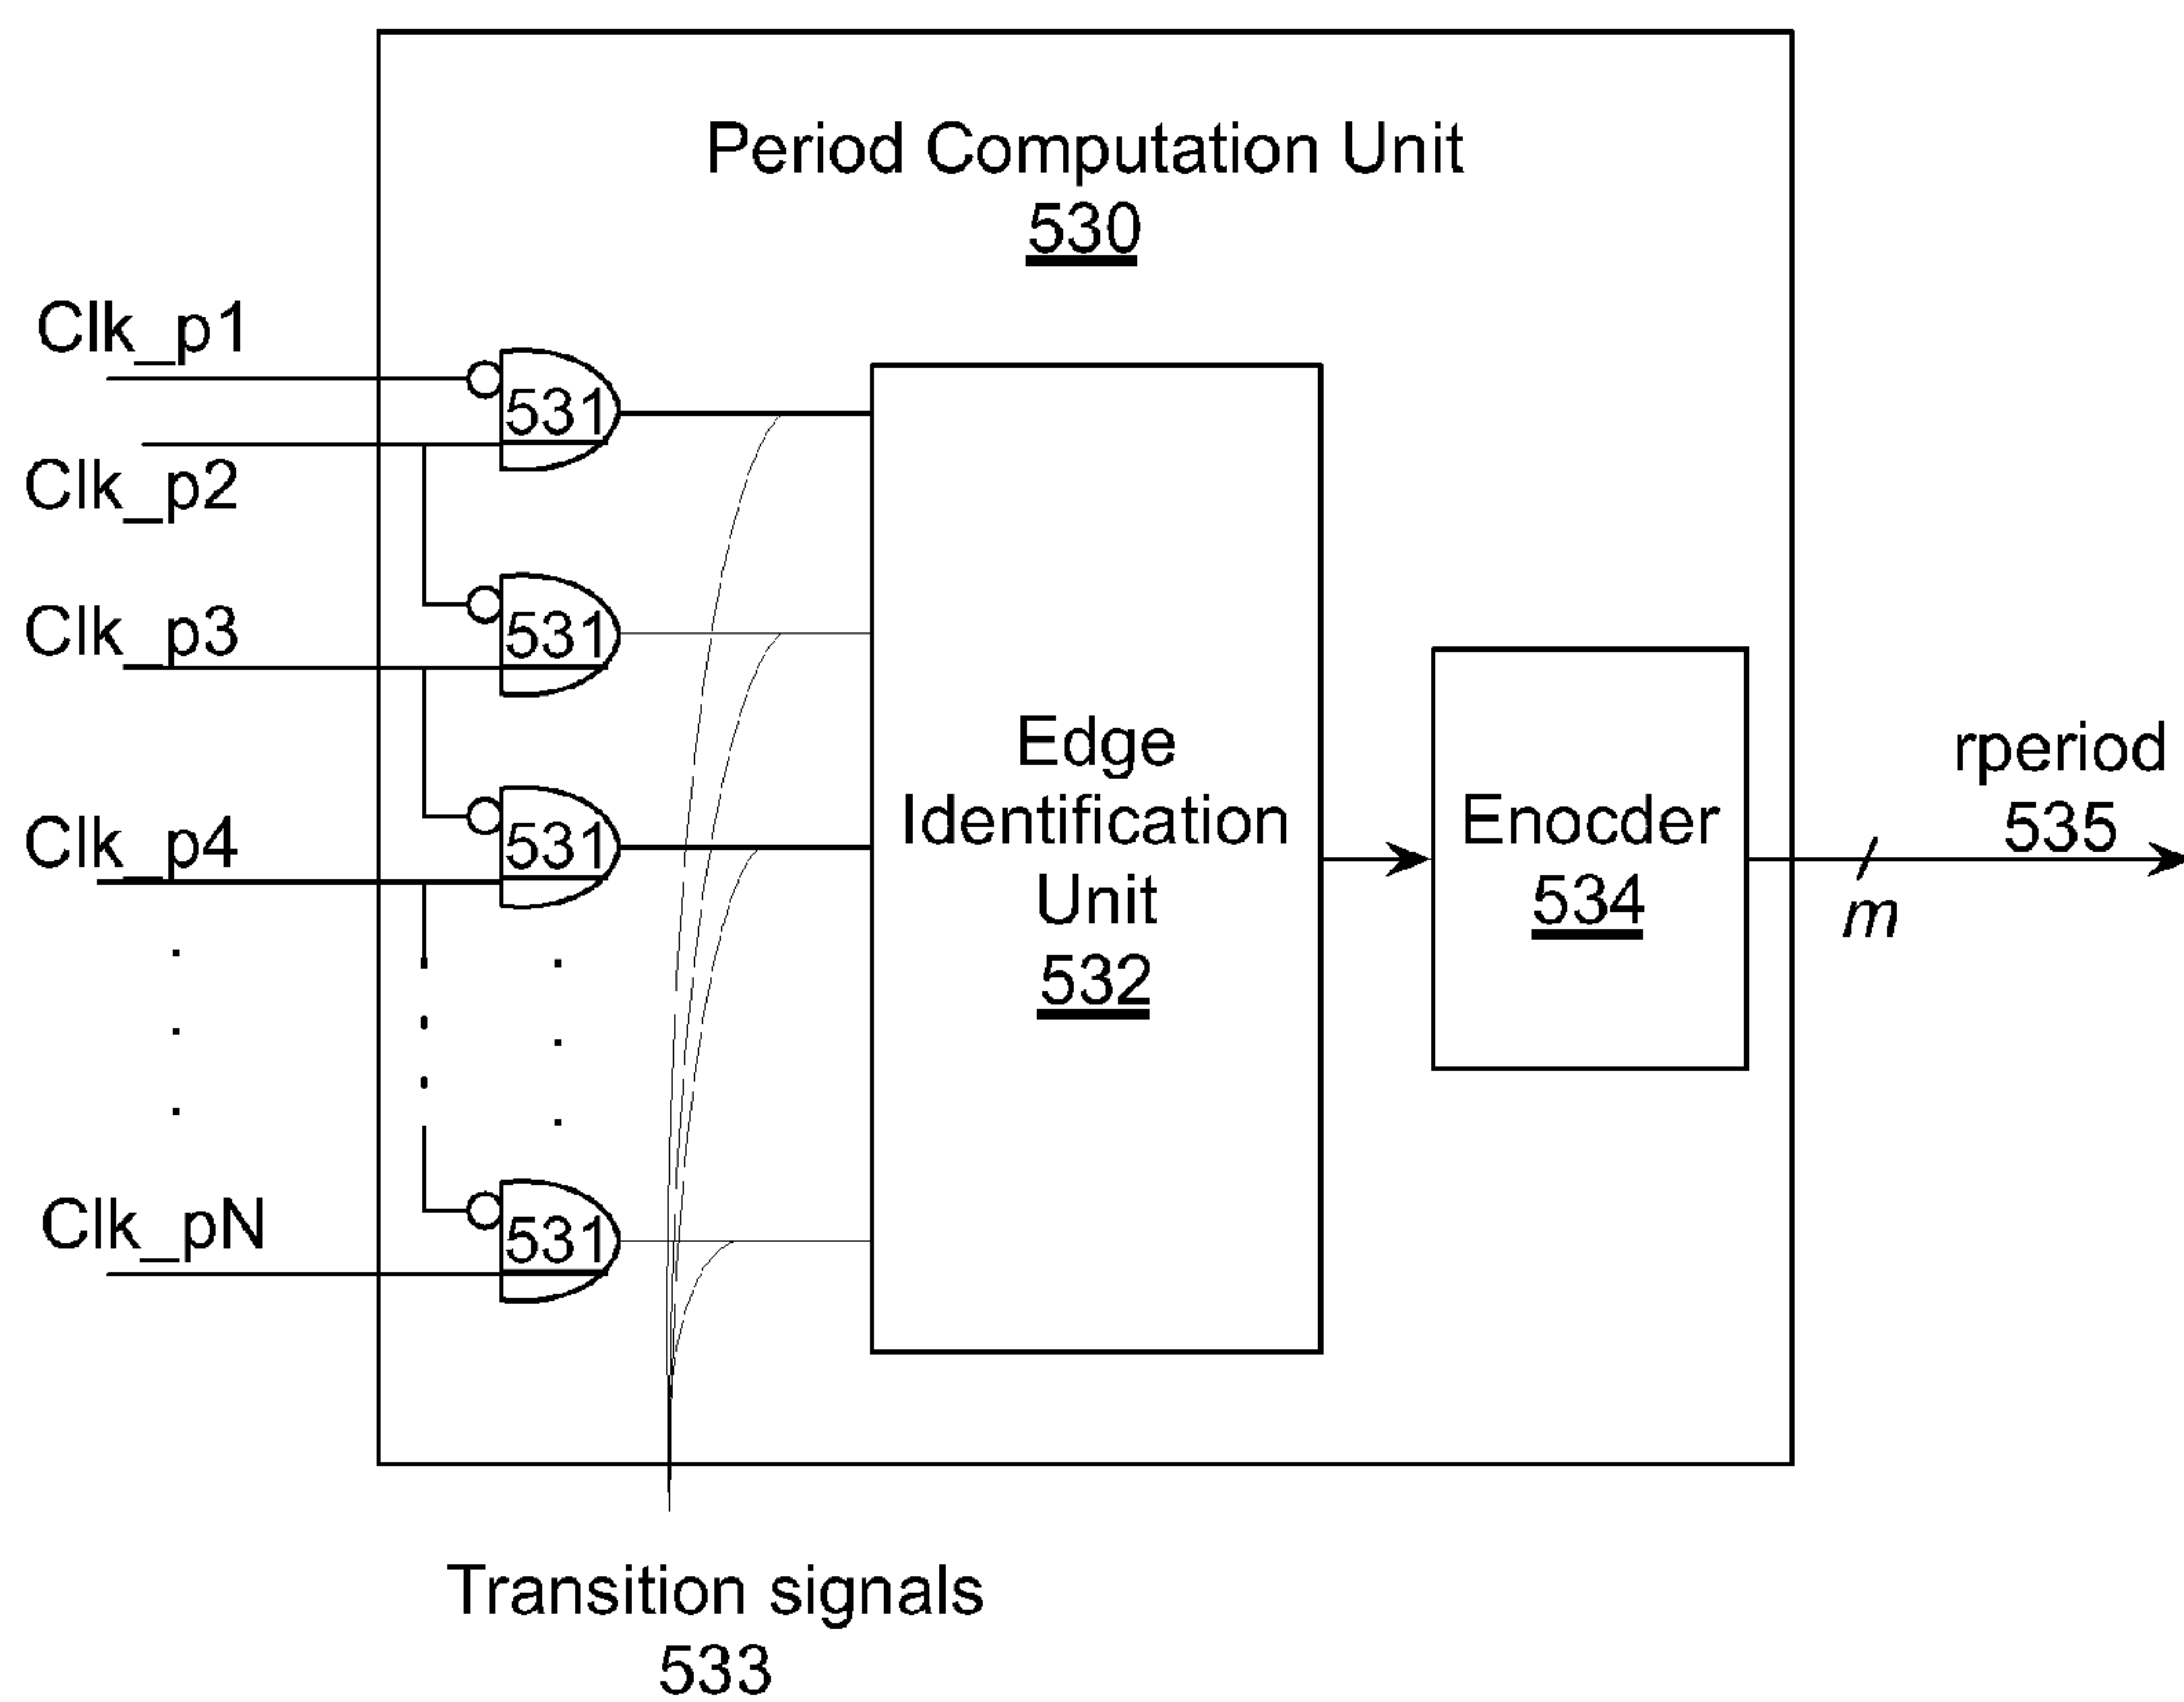 Period Computation Unit
530
Clk_p1
531
Clk_p2
Clk_p3
531
Clk_p4
531
Clk_pN
531
Edge
Identification
Unit
532
Enocder
534
rperiod
535
m
Transition signals
533